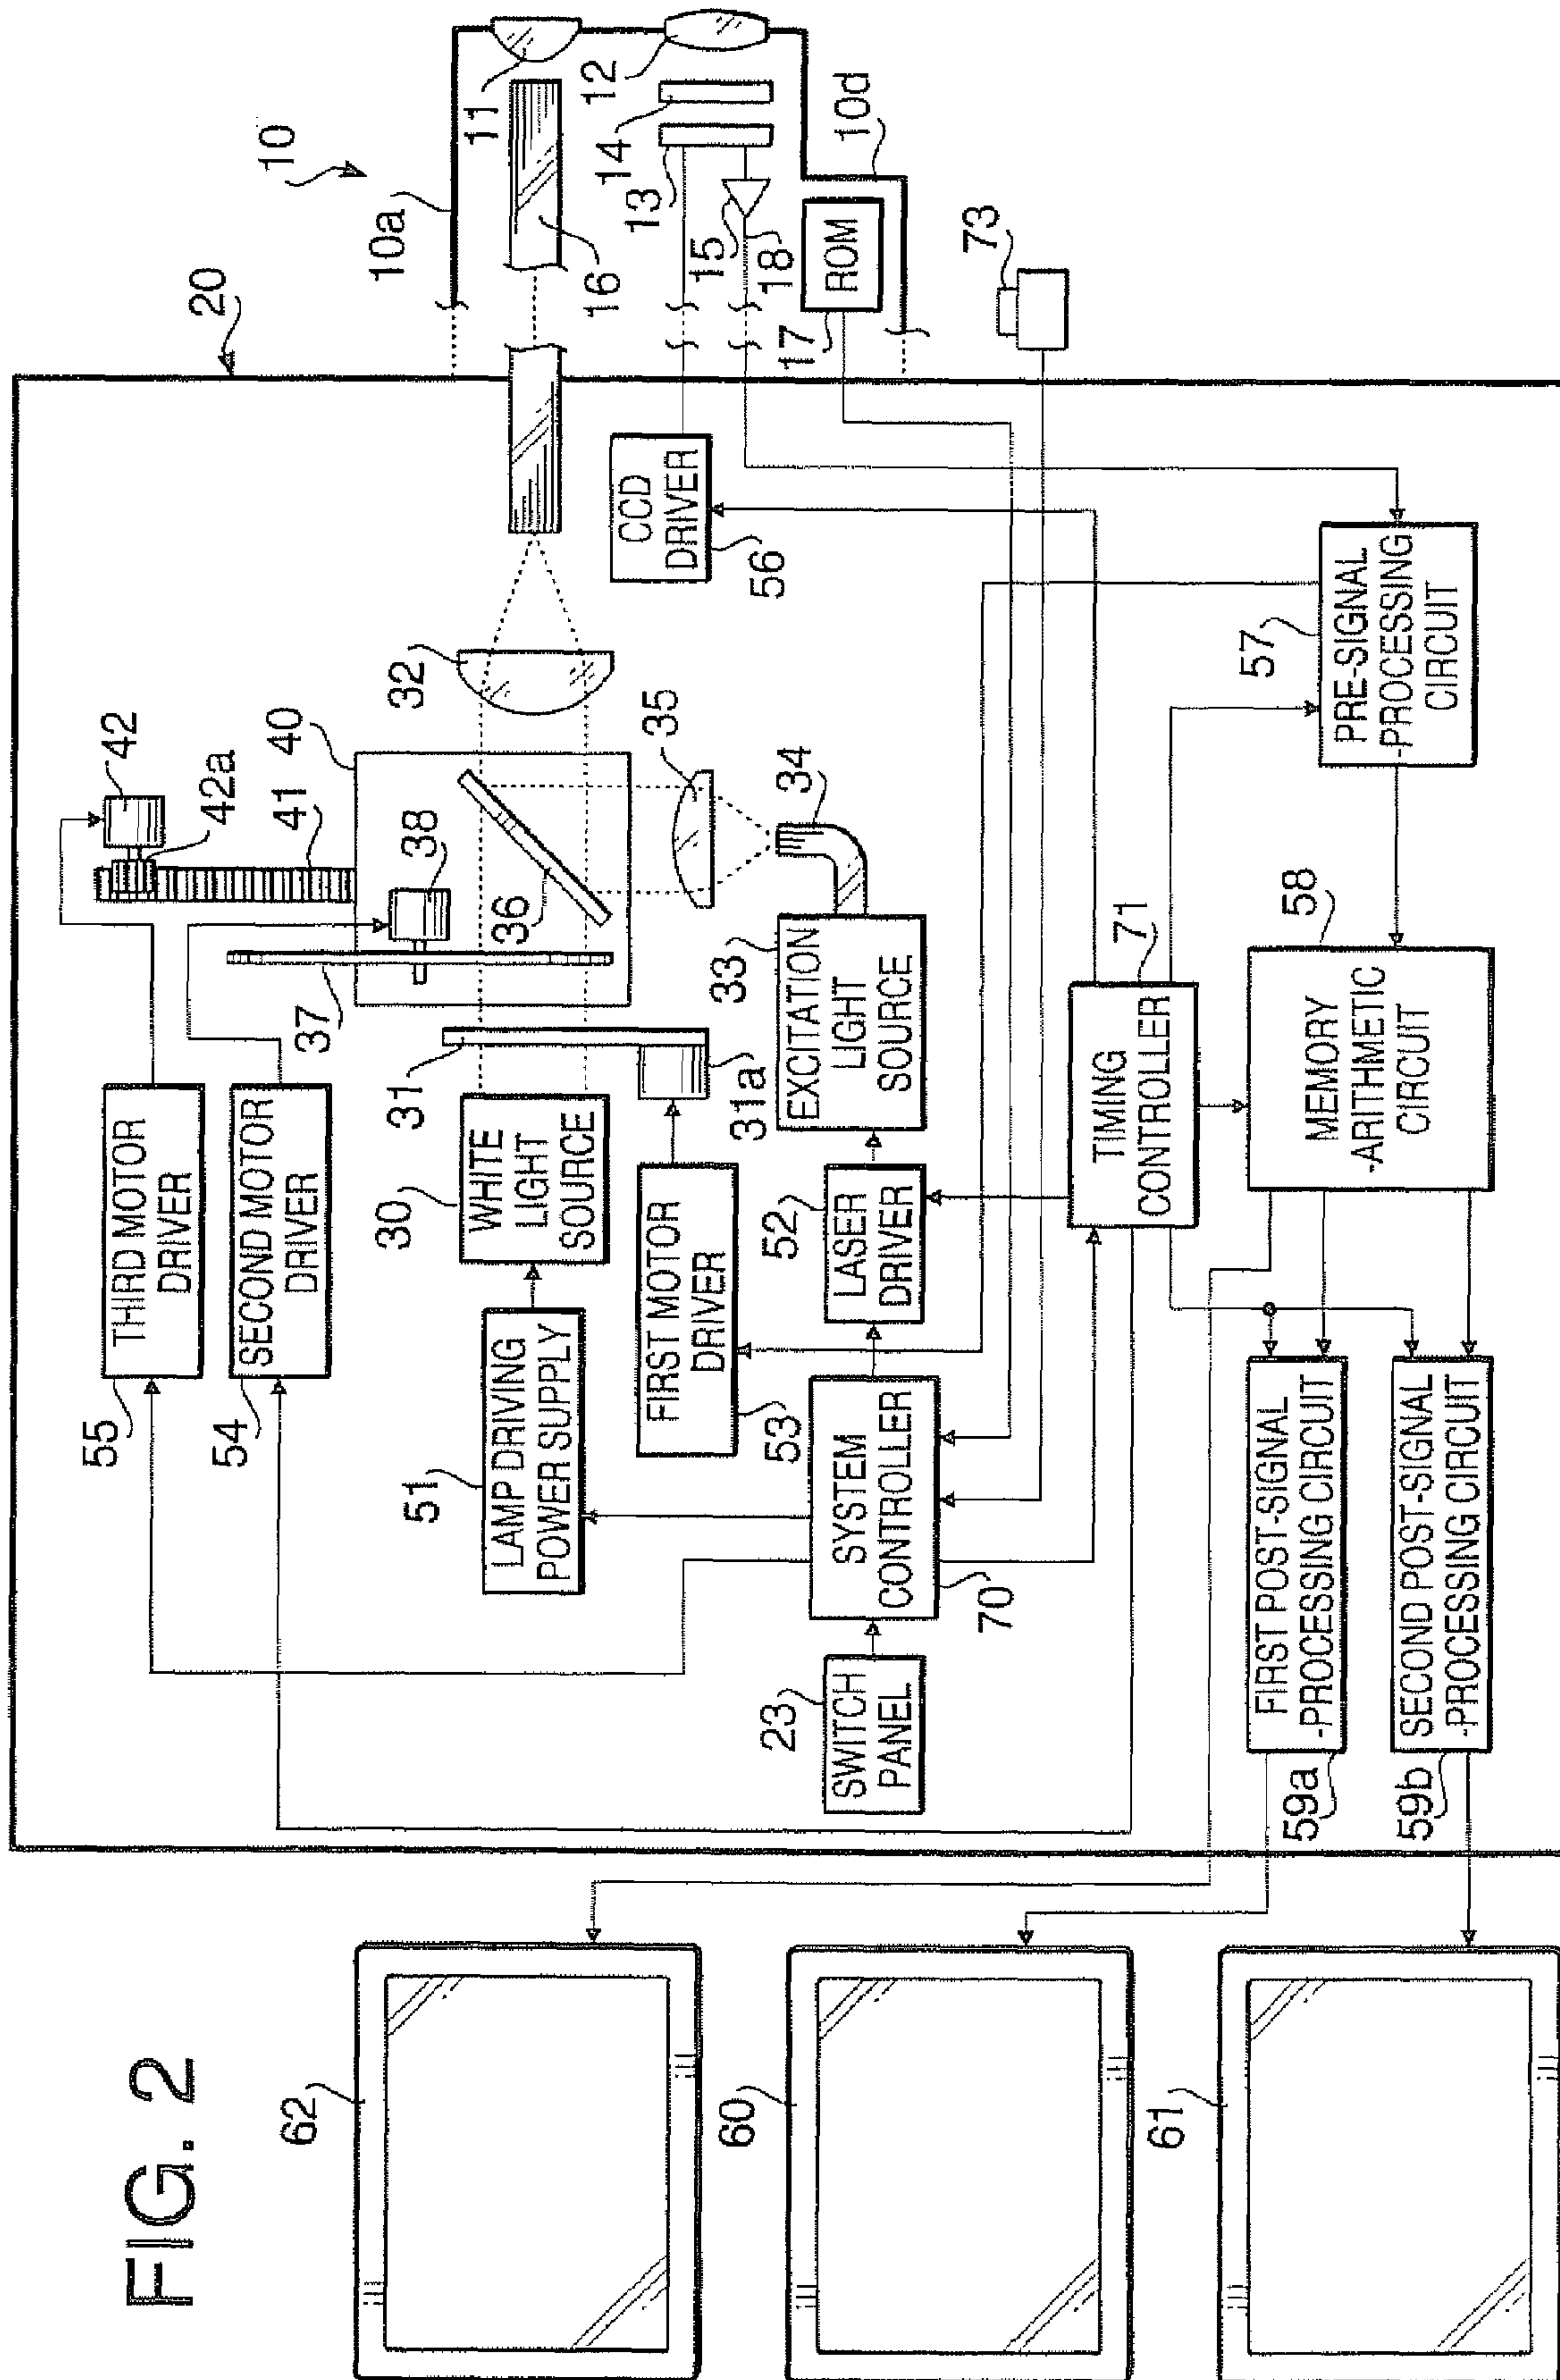 FIG. 2
62
60
61
55
THIRD MOTOR
DRIVER
54
SECOND MOTOR
DRIVER
42
42a
41
40
38
37
36
32
20
10
10a
11
12
16
14
13
15
18
10d
17
ROM
73
51
LAMP DRIVING
POWER SUPPLY
30
WHITE
LIGHT
SOURCE
31
31a
35
34
33
EXCITATION
LIGHT
SOURCE
CCD
DRIVER
56
FIRST MOTOR
DRIVER
53
52
LASER
DRIVER
23
SWITCH
PANEL
SYSTEM
CONTROLLER
70
71
TIMING
CONTROLLER
57
PRE-SIGNAL
-PROCESSING
CIRCUIT
58
MEMORY
-ARITHMETIC
CIRCUIT
FIRST POST-SIGNAL
-PROCESSING CIRCUIT
59a
SECOND POST-SIGNAL
-PROCESSING CIRCUIT
59b